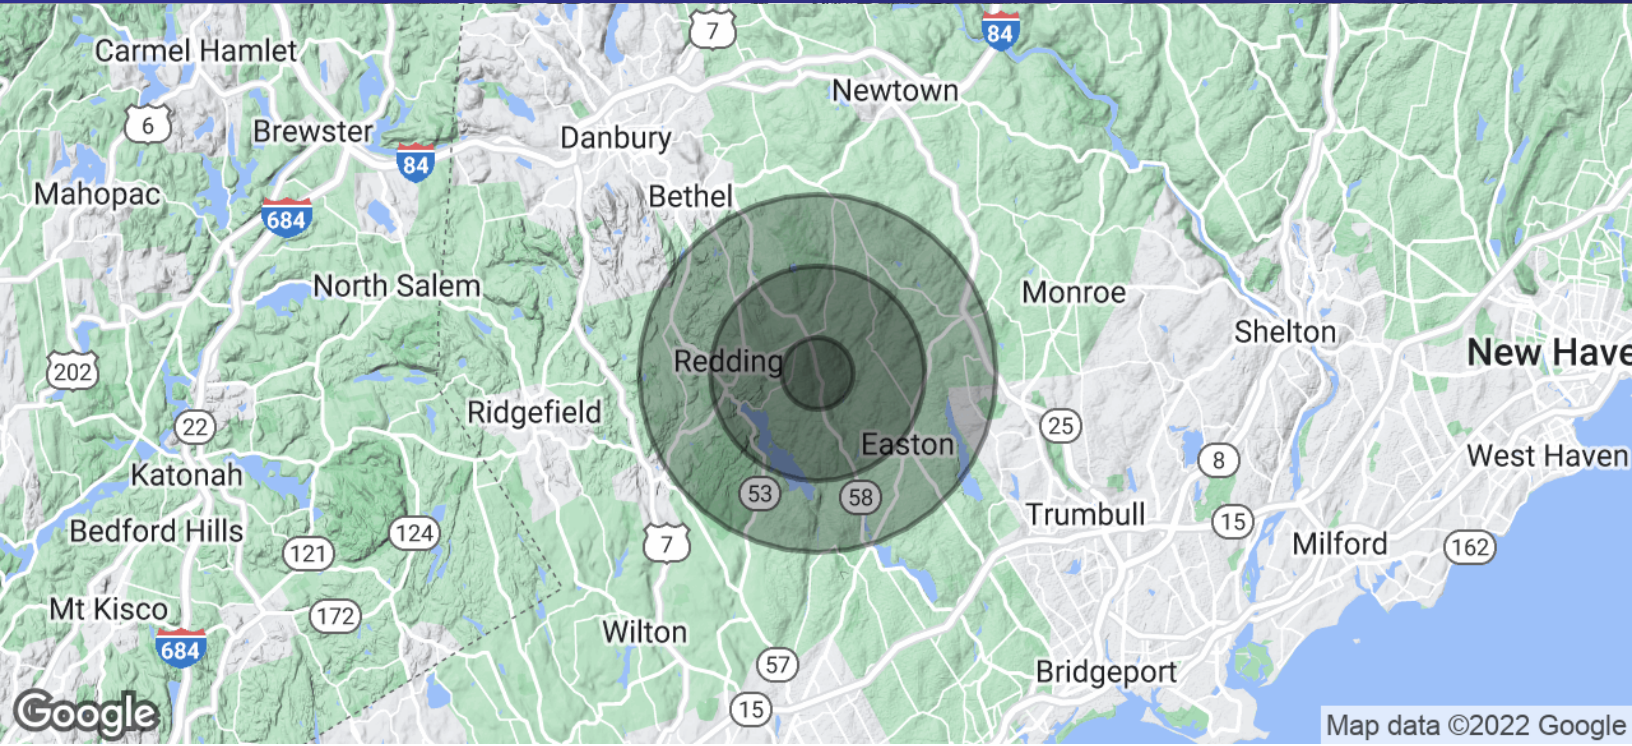 7
84
Carmel Hamlet
Newtown
6
Brewster
Danbury
84
Mahopac
Bethel
684
North Salem
Monroe
Shelton
New Have
Redding
202
Ridgefield
22
25
Easton
8
West Haven
Katonah
53
58
Trumbull
15
Bedford Hills
124
121
7
Milford
162
Mt Kisco
172
Wilton
684
57
Bridgeport
15
Google
Map data ©2022 Google